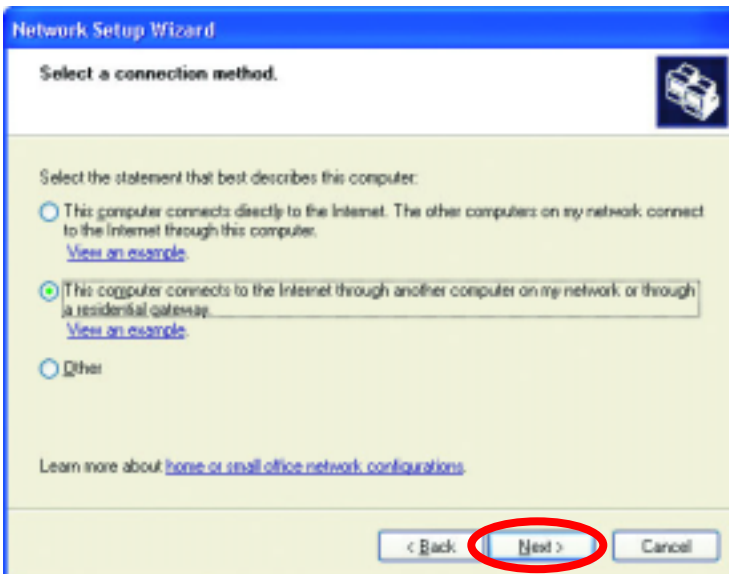 Network Setup Wizard
Select a connection method.
Select the statement that best describes this computer:
This computer connects directly to the Internet. The other computers on my network connect
to the Internet through this computer.
View an example.
This computer connects to the Internet through another computer on my network or through
a residential gateway.
View an example.
Other
Learn more about home or small office network configurations.
< Back Next > Cancel